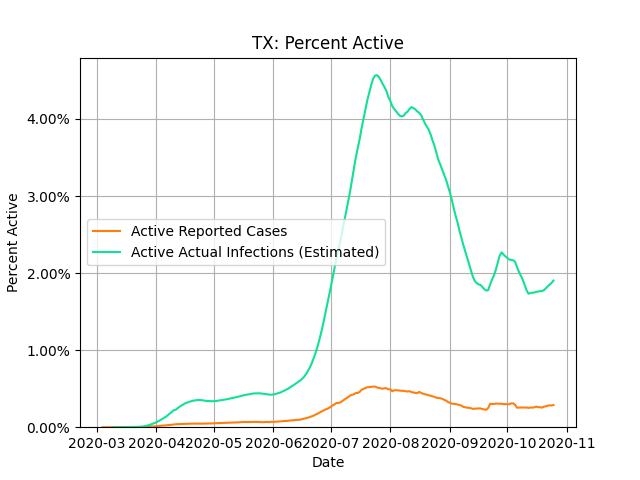 TX: Percent Active
4.00%
3.00%
2.00%
1.00%
0.00%
Percent Active
Active Reported Cases
Active Actual Infections (Estimated)
2020-03 2020-04 2020-05 2020-06 2020-07 2020-08 2020-09 2020-10 2020-11
Date